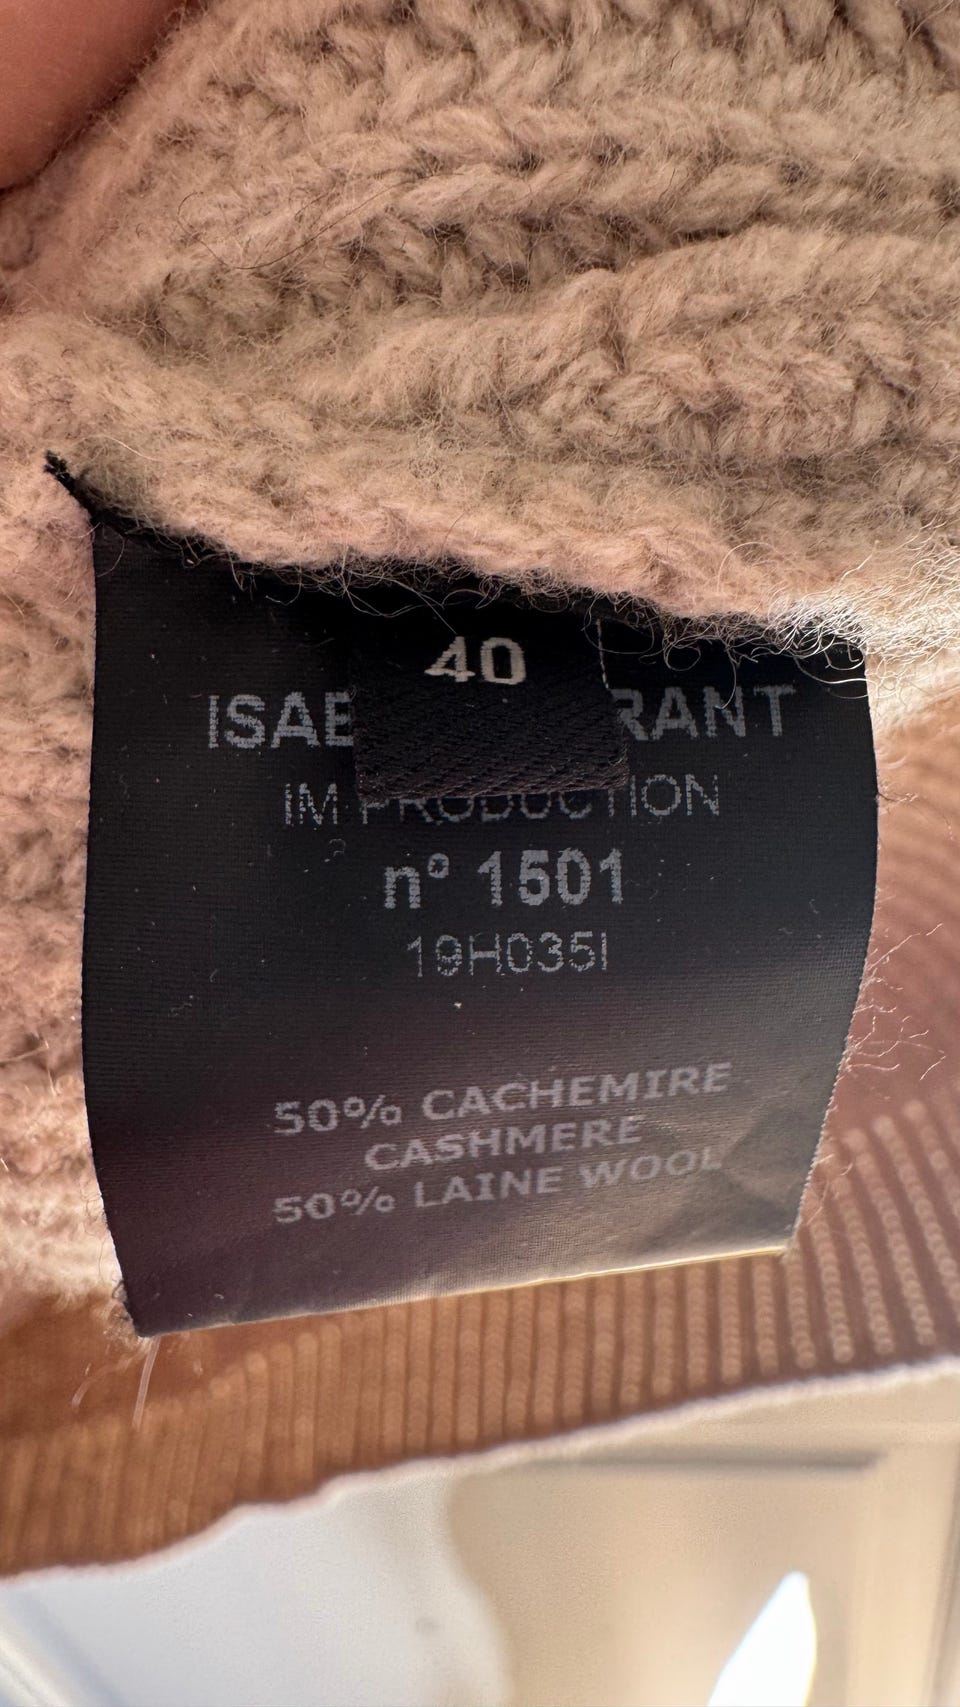 40
ISAB RANT
IM PRODUCTION
n° 1501
19H035I
50% CACHEMIRE
CASHMERE
50% LAINE WOOL